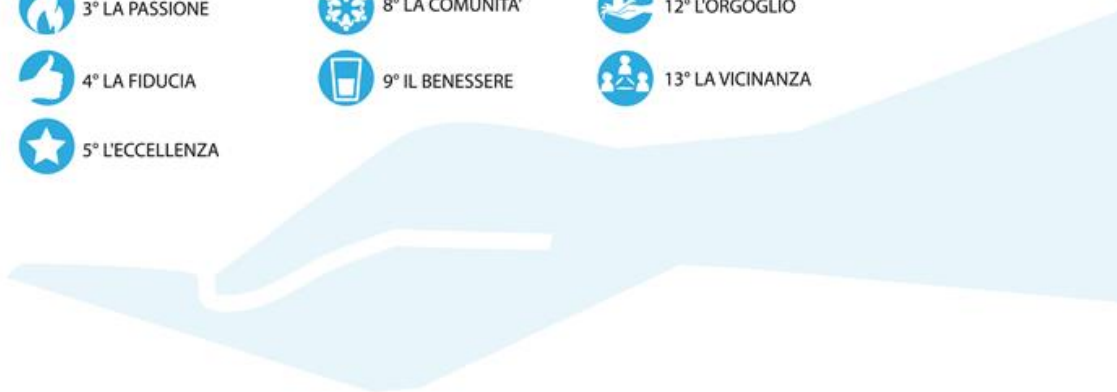 3° LA PASSIONE
4° LA FIDUCIA
5° L'ECCELLENZA
8° LA COMUNITA'
9° IL BENESSERE
12° L'ORGOGLIO
13° LA VICINANZA